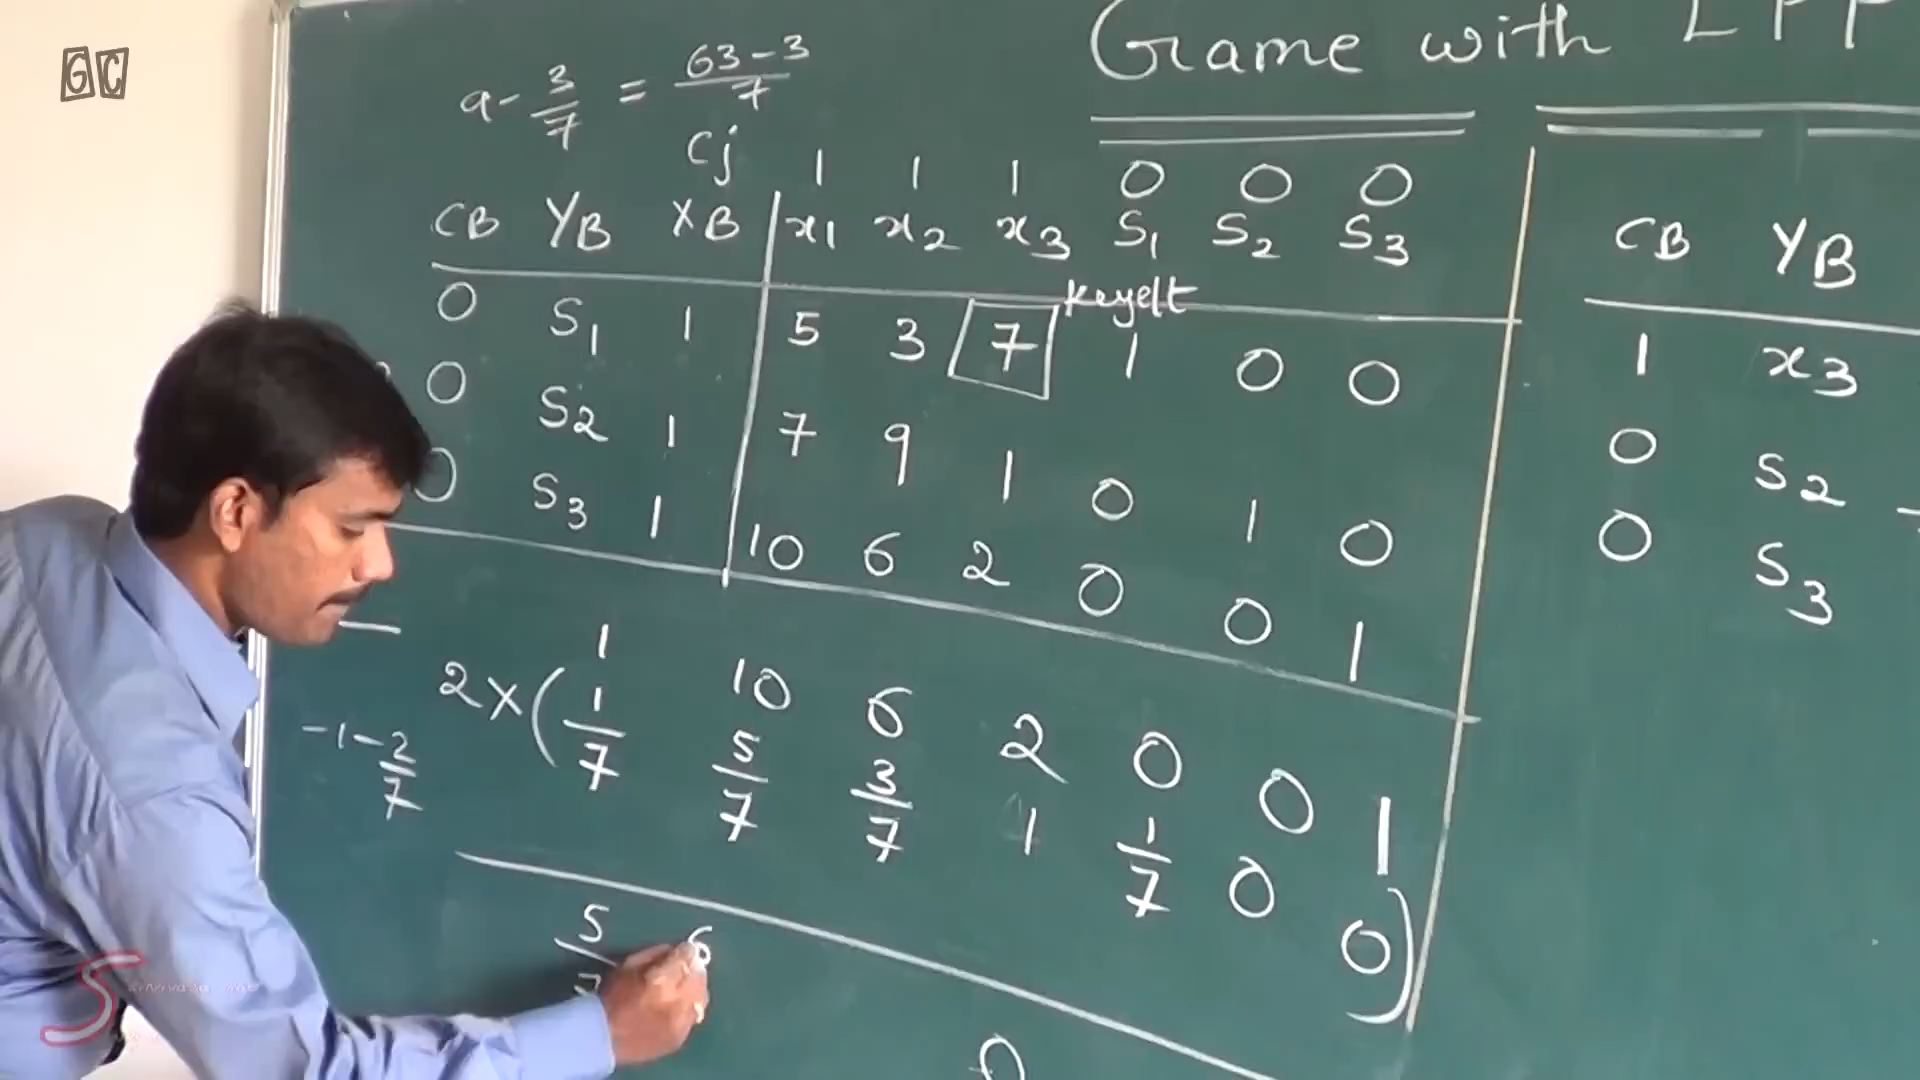 GC
Game with LPP
9 - 3/7 = 63-3/7
Cj 1 1 1 0 0 0
CB YB XB x1 x2 x3 S1 S2 S3
keyelt
0 S1 1 5 3 7 1 0 0
0 S2 1 7 9 1 0 1 0
0 S3 1 10 6 2 0 0 1
1 10 6 2 0 0 1
2 x ( 1/7 5/7 3/7 1 1/7 0 0 )
-1-2/7
5/7 6
0
CB YB
1 x3
0 S2
0 S3
S